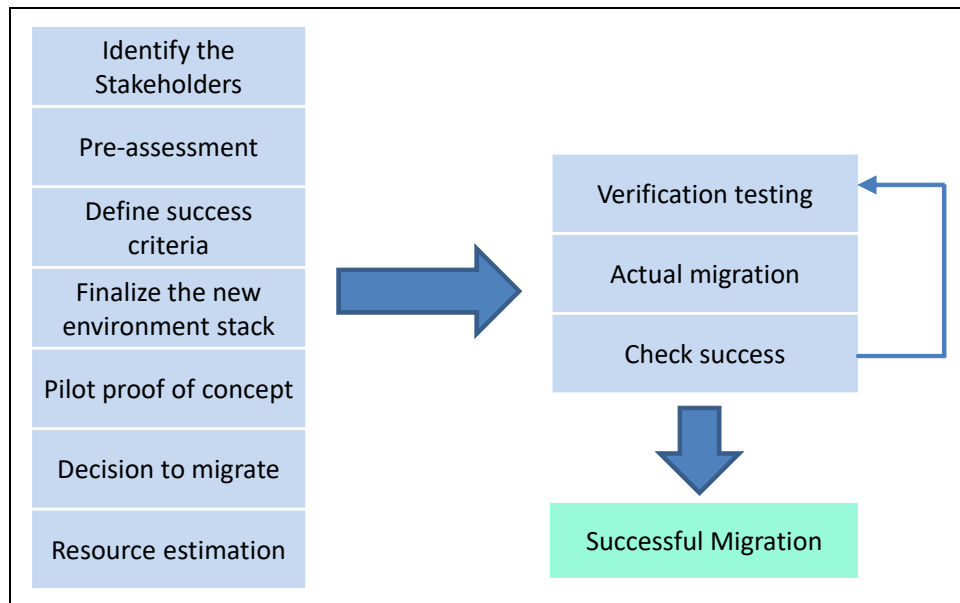 Identify the
Stakeholders
Pre-assessment
Define success
criteria
Finalize the new
environment stack
Pilot proof of concept
Decision to migrate
Resource estimation
Verification testing
Actual migration
Check success
Successful Migration